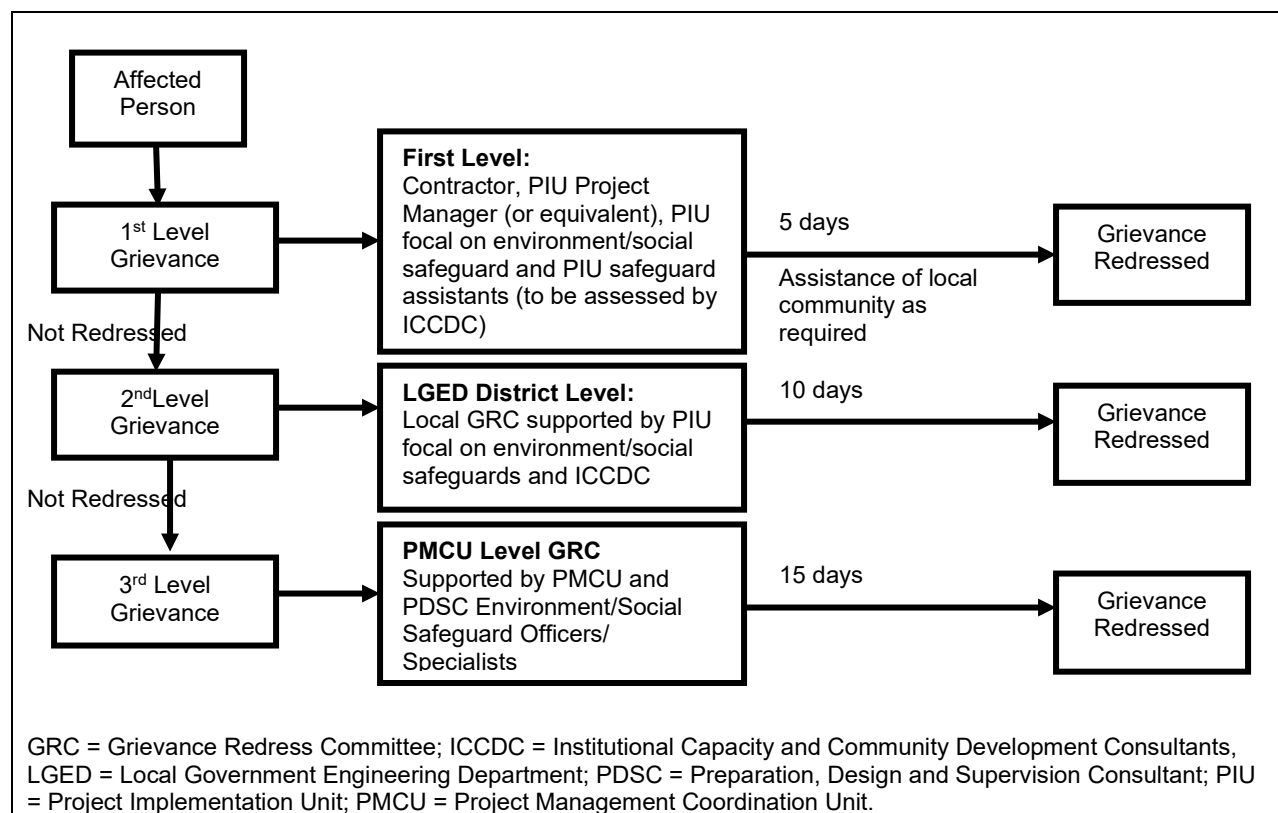 Affected
Person
1st Level
Grievance
First Level:
Contractor, PIU Project
Manager (or equivalent), PIU
focal on environment/social
safeguard and PIU safeguard
assistants (to be assessed by
ICCDC)
5 days
Assistance of local
community as
required
Grievance
Redressed
Not Redressed
2ndLevel
Grievance
LGED District Level:
Local GRC supported by PIU
focal on environment/social
safeguards and ICCDC
10 days
Grievance
Redressed
Not Redressed
3rd Level
Grievance
PMCU Level GRC
Supported by PMCU and
PDSC Environment/Social
Safeguard Officers/
Specialists
15 days
Grievance
Redressed
GRC = Grievance Redress Committee; ICCDC = Institutional Capacity and Community Development Consultants,
LGED = Local Government Engineering Department; PDSC = Preparation, Design and Supervision Consultant; PIU
= Project Implementation Unit; PMCU = Project Management Coordination Unit.